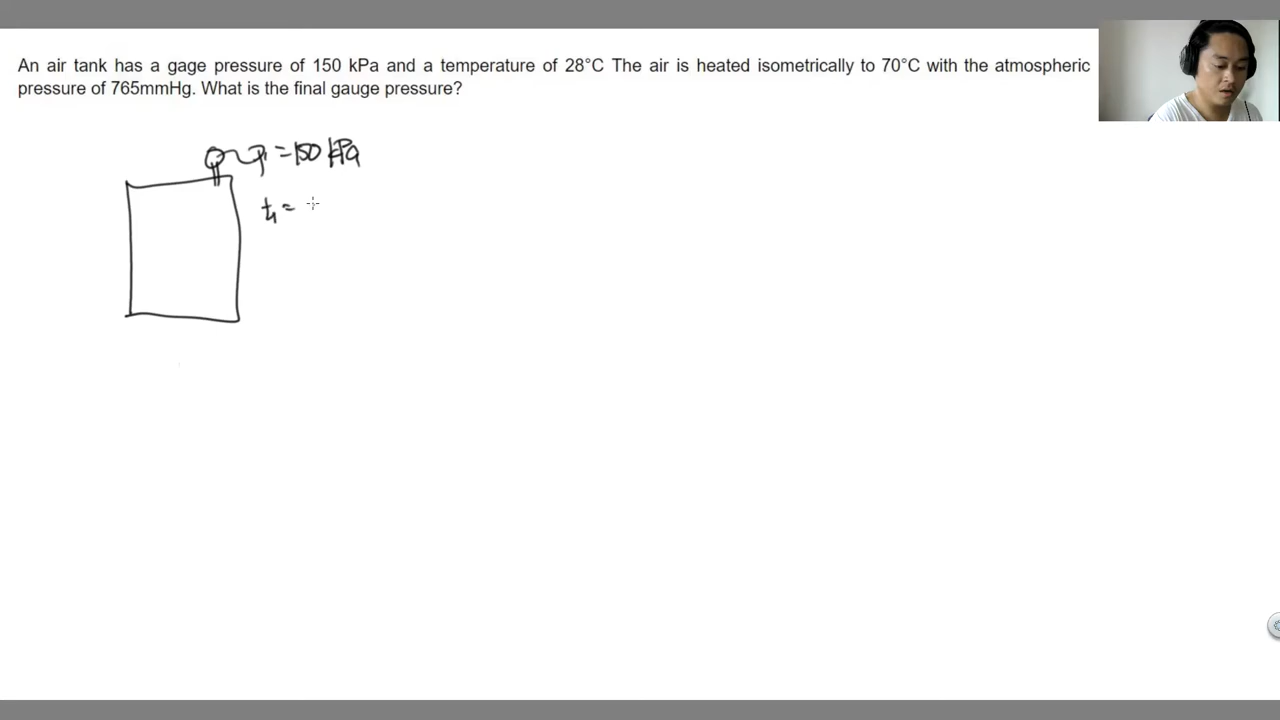 An air tank has a gage pressure of 150 kPa and a temperature of 28°C The air is heated isometrically to 70°C with the atmospheric
pressure of 765mmHg. What is the final gauge pressure?
P1 = 150 kPa
t1 =